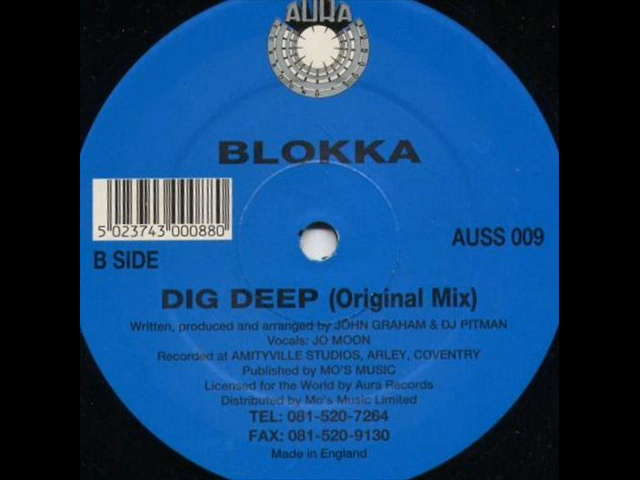 AURA
BLOKKA
5 023743 000880
AUSS 009
B SIDE
DIG DEEP (Original Mix)
Written, produced and arranged by JOHN GRAHAM & DJ PITMAN
Vocals: JO MOON
Recorded at AMITYVILLE STUDIOS, ARLEY, COVENTRY
Published by MO'S MUSIC
Licensed for the World by Aura Records
Distributed by Mo's Music Limited
TEL: 081-520-7264
FAX: 081-520-9130
Made in England